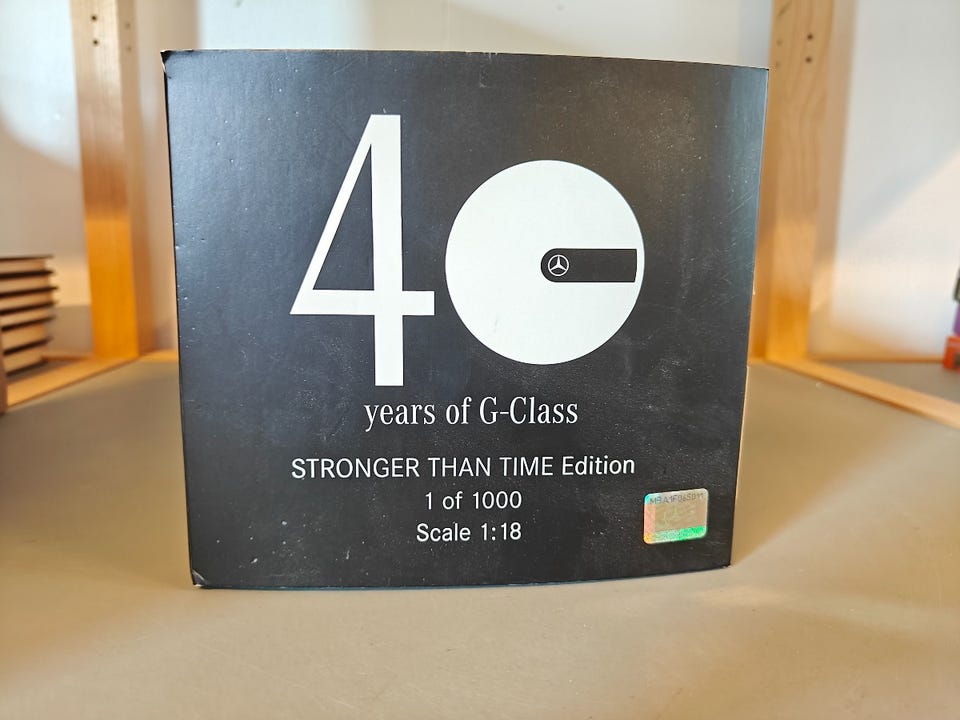 40
years of G-Class
STRONGER THAN TIME Edition
1 of 1000
Scale 1:18